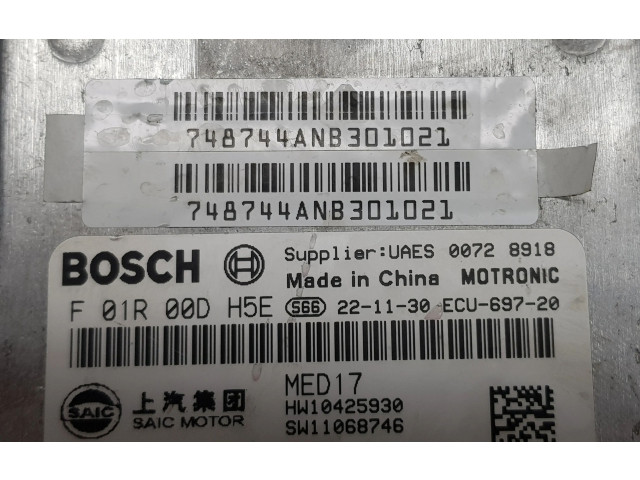 748744ANB301021
748744ANB301021
BOSCH Supplier:UAES 0072 8918
Made in China MOTRONIC
F 01R 00D H5E S66 22-11-30 ECU-697-20
MED17
SAIC 上汽集团 HW10425930
SAIC MOTOR SW11068746